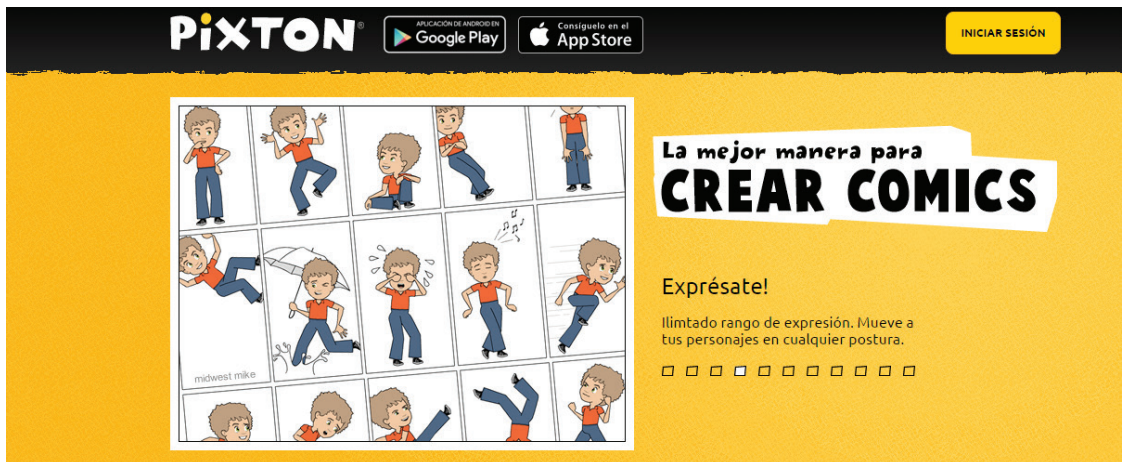 PiXTON®
APLICACIÓN DE ANDROID EN
Google Play
Consíguelo en el
App Store
INICIAR SESIÓN
La mejor manera para
CREAR COMICS
Exprésate!
Ilimtado rango de expresión. Mueve a
tus personajes en cualquier postura.
midwest mike